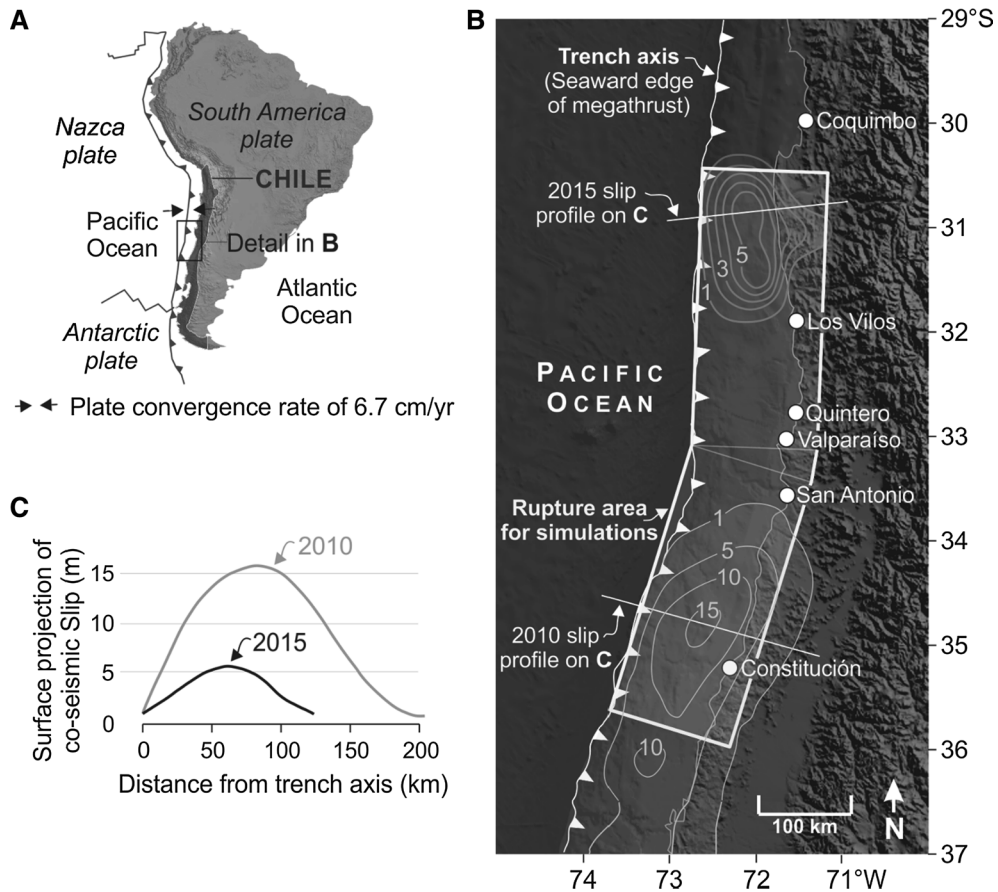 A
Nazca
plate
South America
plate
CHILE
Pacific
Ocean
Detail in B
Atlantic
Ocean
Antarctic
plate
Plate convergence rate of 6.7 cm/yr
B
29°S
30
31
32
33
34
35
36
37
74
73
72
71°W
Trench axis
(Seaward edge
of megathrust)
Coquimbo
2015 slip
profile on C
5
3
1
Los Vilos
PACIFIC
OCEAN
Quintero
Valparaíso
San Antonio
Rupture area
for simulations
1
5
10
15
2010 slip
profile on C
Constitución
10
100 km
N
C
Surface projection of
co-seismic Slip (m)
15
10
5
0
2010
2015
0
50
100
150
200
Distance from trench axis (km)